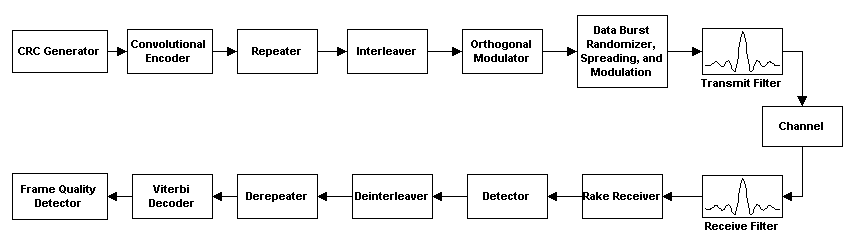 CRC Generator
Convolutional
Encoder
Repeater
Interleaver
Orthogonal
Modulator
Data Burst
Randomizer,
Spreading, and
Modulation
Transmit Filter
Channel
Frame Quality
Detector
Viterbi
Decoder
Derepeater
Deinterleaver
Detector
Rake Receiver
Receive Filter